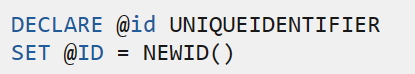 DECLARE @id UNIQUEIDENTIFIER
SET @ID = NEWID()